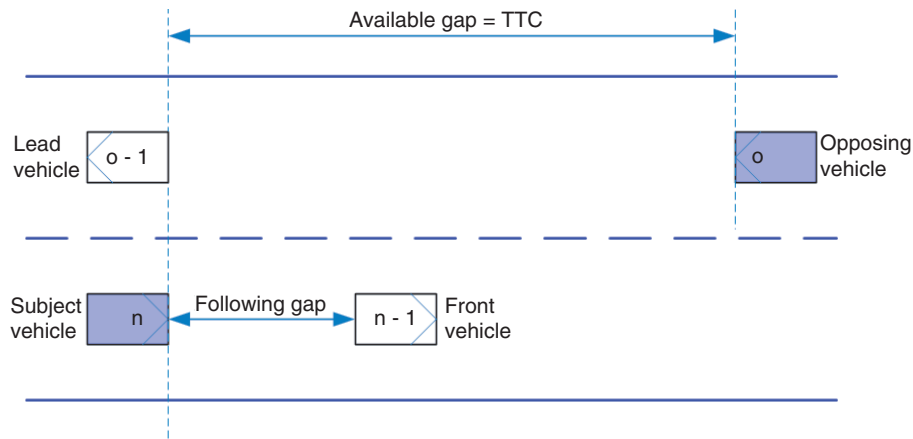 Available gap = TTC
Lead
vehicle
o - 1
o
Opposing
vehicle
Subject
vehicle
n
Following gap
n - 1
Front
vehicle